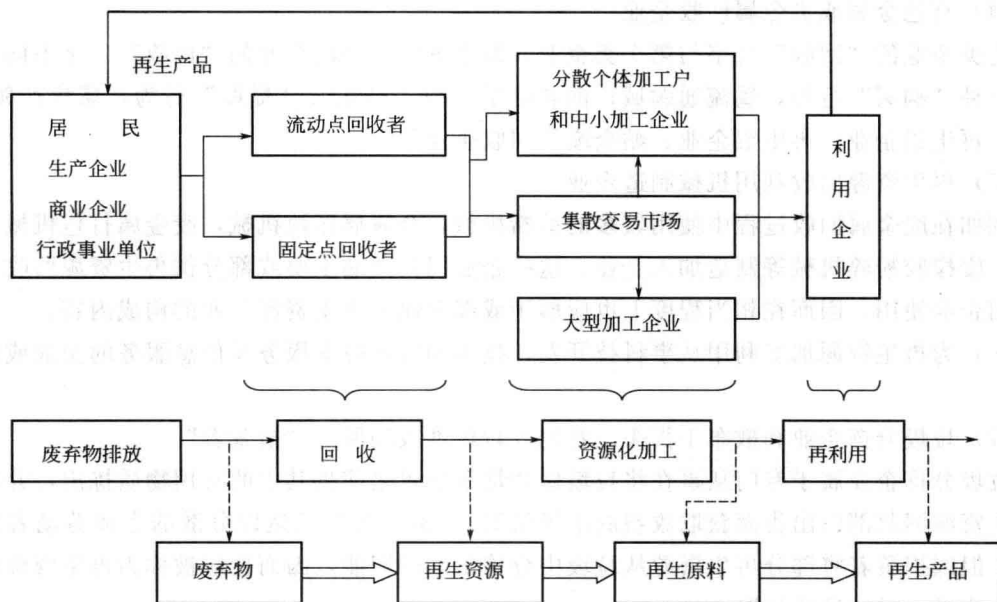 再生产品
居 民
生产企业
商业企业
行政事业单位
流动点回收者
固定点回收者
分散个体加工户
和中小加工企业
集散交易市场
大型加工企业
利
用
企
业
废弃物排放
回 收
资源化加工
再利用
废弃物
再生资源
再生原料
再生产品